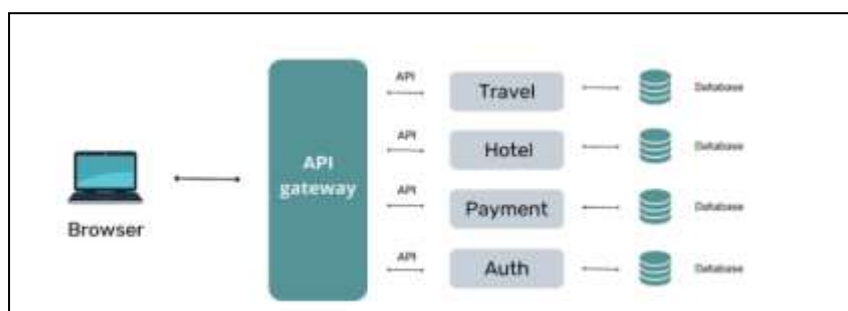 API
Travel
Database
API
Hotel
Database
API
gateway
API
Payment
Database
Browser
API
Auth
Database